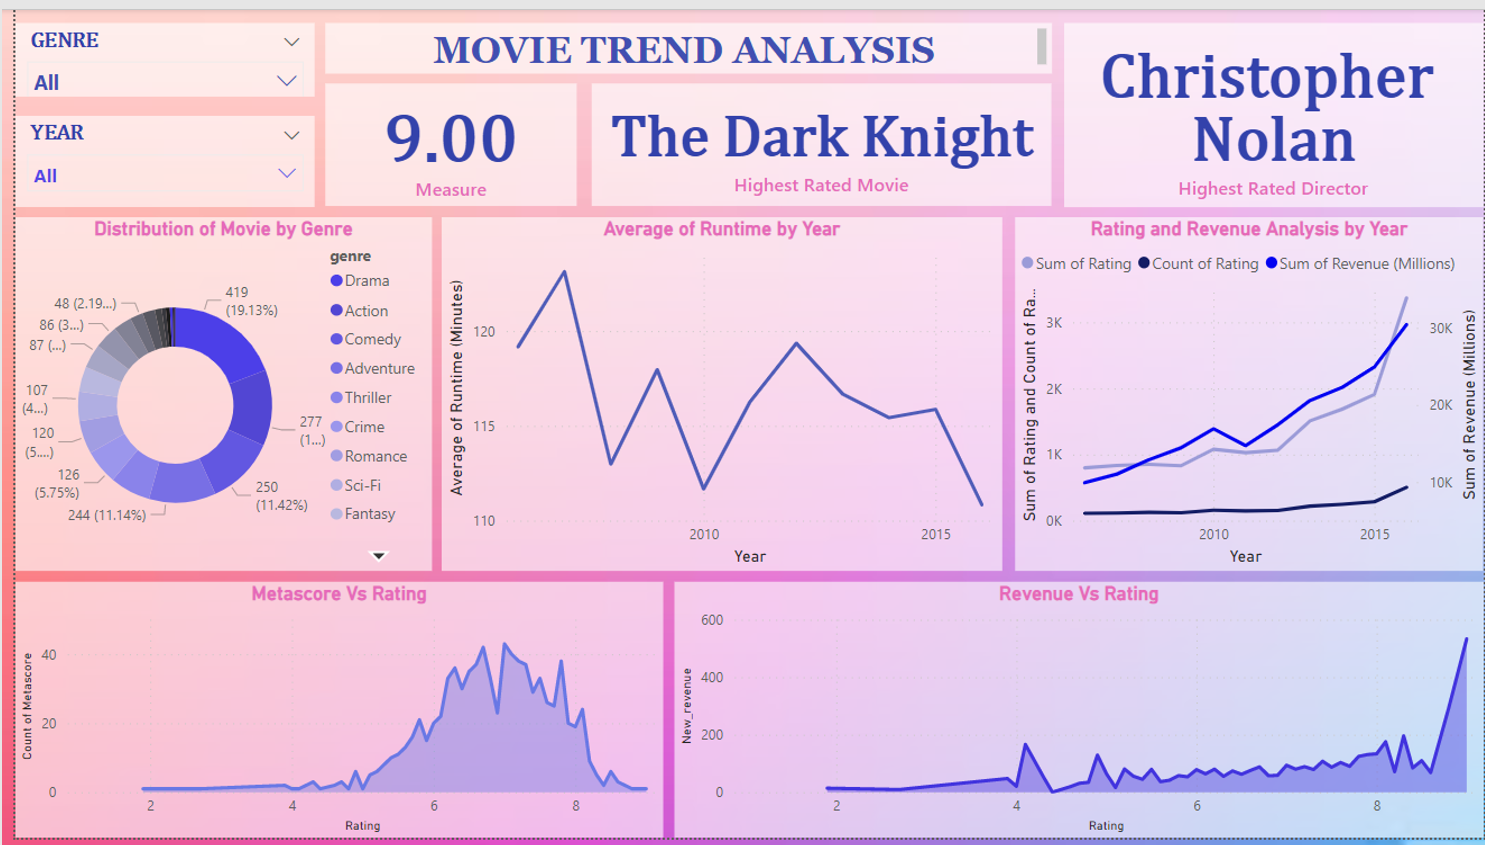 GENRE
All
YEAR
All
MOVIE TREND ANALYSIS
9.00
Measure
The Dark Knight
Highest Rated Movie
Christopher
Nolan
Highest Rated Director
Distribution of Movie by Genre
genre
Drama
Action
Comedy
Adventure
Thriller
Crime
Romance
Sci-Fi
Fantasy
419
(19.13%)
277
(1...)
250
(11.42%)
244 (11.14%)
126
(5.75%)
120
(5....)
107
(4...)
87 (...)
86 (3...)
48 (2.19...)
Average of Runtime by Year
Average of Runtime (Minutes)
120
115
110
2010
2015
Year
Rating and Revenue Analysis by Year
Sum of Rating
Count of Rating
Sum of Revenue (Millions)
Sum of Rating and Count of Ra...
3K
2K
1K
0K
30K
20K
10K
Sum of Revenue (Millions)
2010
2015
Year
Metascore Vs Rating
Count of Metascore
40
20
0
2
4
6
8
Rating
Revenue Vs Rating
New_revenue
600
400
200
0
2
4
6
8
Rating